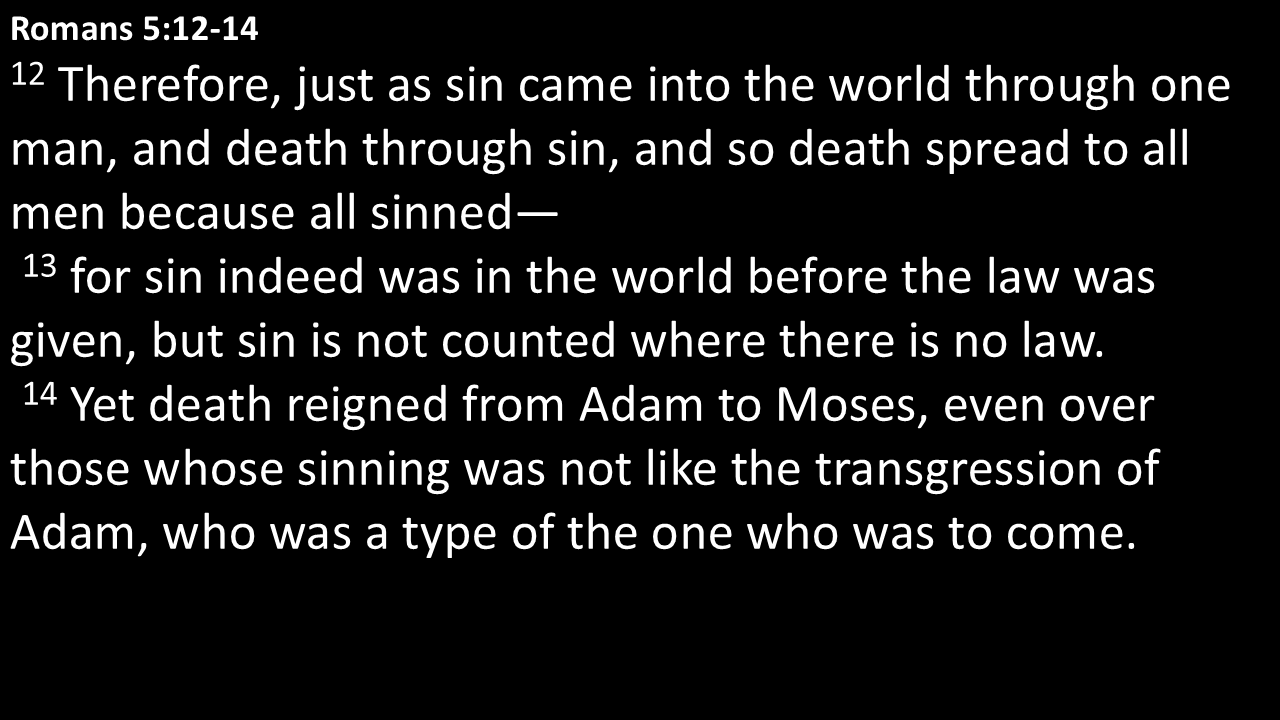 Romans 5:12-14
12 Therefore, just as sin came into the world through one
man, and death through sin, and so death spread to all
men because all sinned—
13 for sin indeed was in the world before the law was
given, but sin is not counted where there is no law.
14 Yet death reigned from Adam to Moses, even over
those whose sinning was not like the transgression of
Adam, who was a type of the one who was to come.